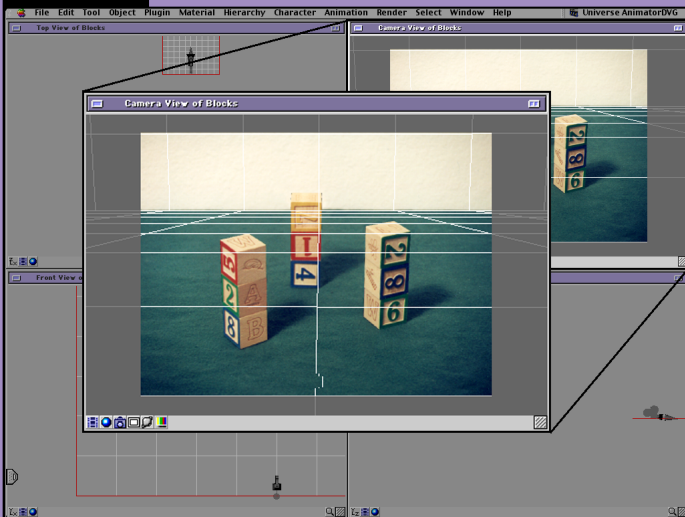 File Edit Tool Object Plugin Material Hierarchy Character Animation Render Select Window Help Universe AnimatorDVG
Top View of Blocks
Camera View of Blocks
Camera View of Blocks
Front View o
5
2
8
A
B
1
4
2
8
6
2
8
6